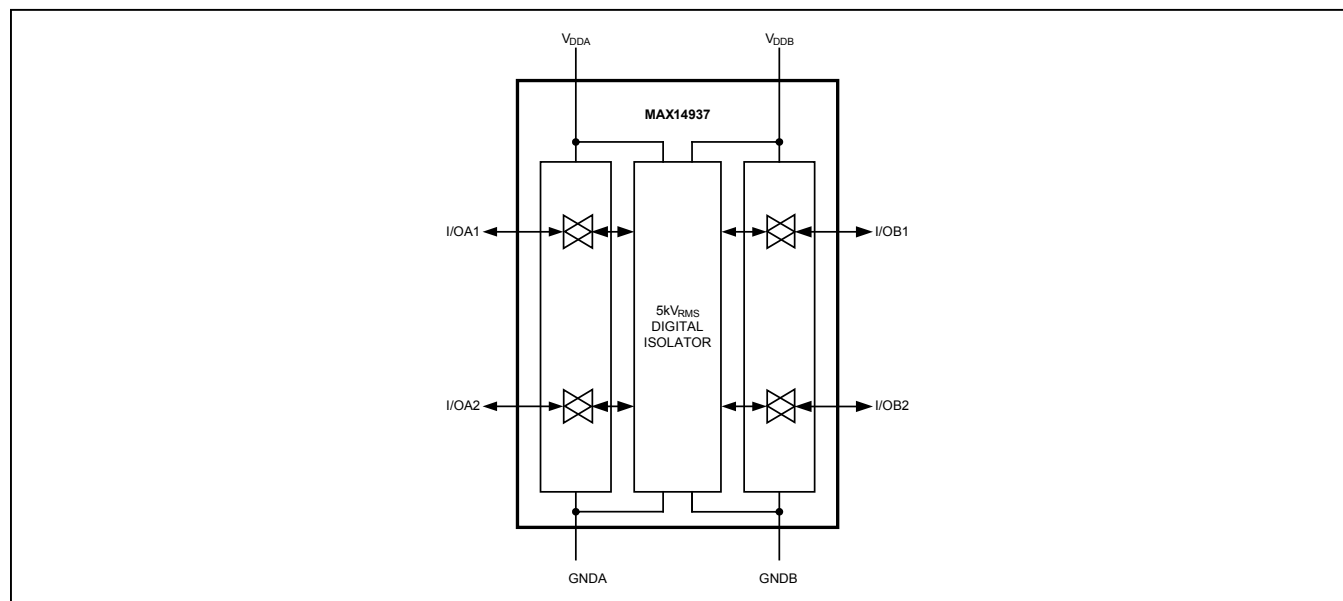 VDDA
VDDB
MAX14937
I/OA1
I/OB1
5kVRMS
DIGITAL
ISOLATOR
I/OA2
I/OB2
GNDA
GNDB